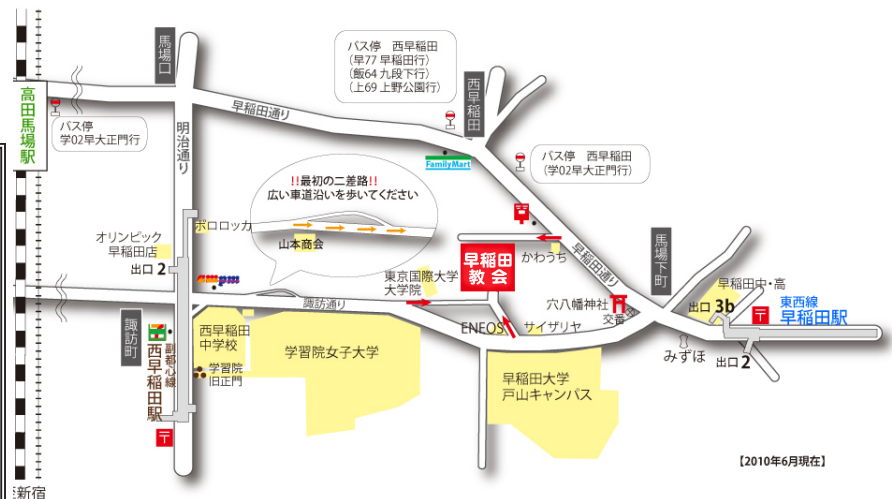 馬場口
高田馬場駅
バス停
学02早大正門行
明治通り
早稲田通り
バス停 西早稲田
(早77 早稲田行)
(飯64 九段下行)
(上69 上野公園行)
西早稲田
FamilyMart
バス停 西早稲田
(学02早大正門行)
!!最初の二差路!!
広い車道沿いを歩いてください
山本商会
ポロロッカ
オリンピック
早稲田店
出口 2
ampm
早稲田
教会
かわうち
早稲田通り
馬場下町
早稲田中・高
出口 3b
東西線
早稲田駅
東京国際大学
大学院
穴八幡神社
交番
諏訪通り
ENEOS
サイザリヤ
みずほ
出口 2
諏訪町
副都心線
西早稲田駅
西早稲田
中学校
学習院
旧正門
学習院女子大学
早稲田大学
戸山キャンパス
【2010年6月現在】
至新宿